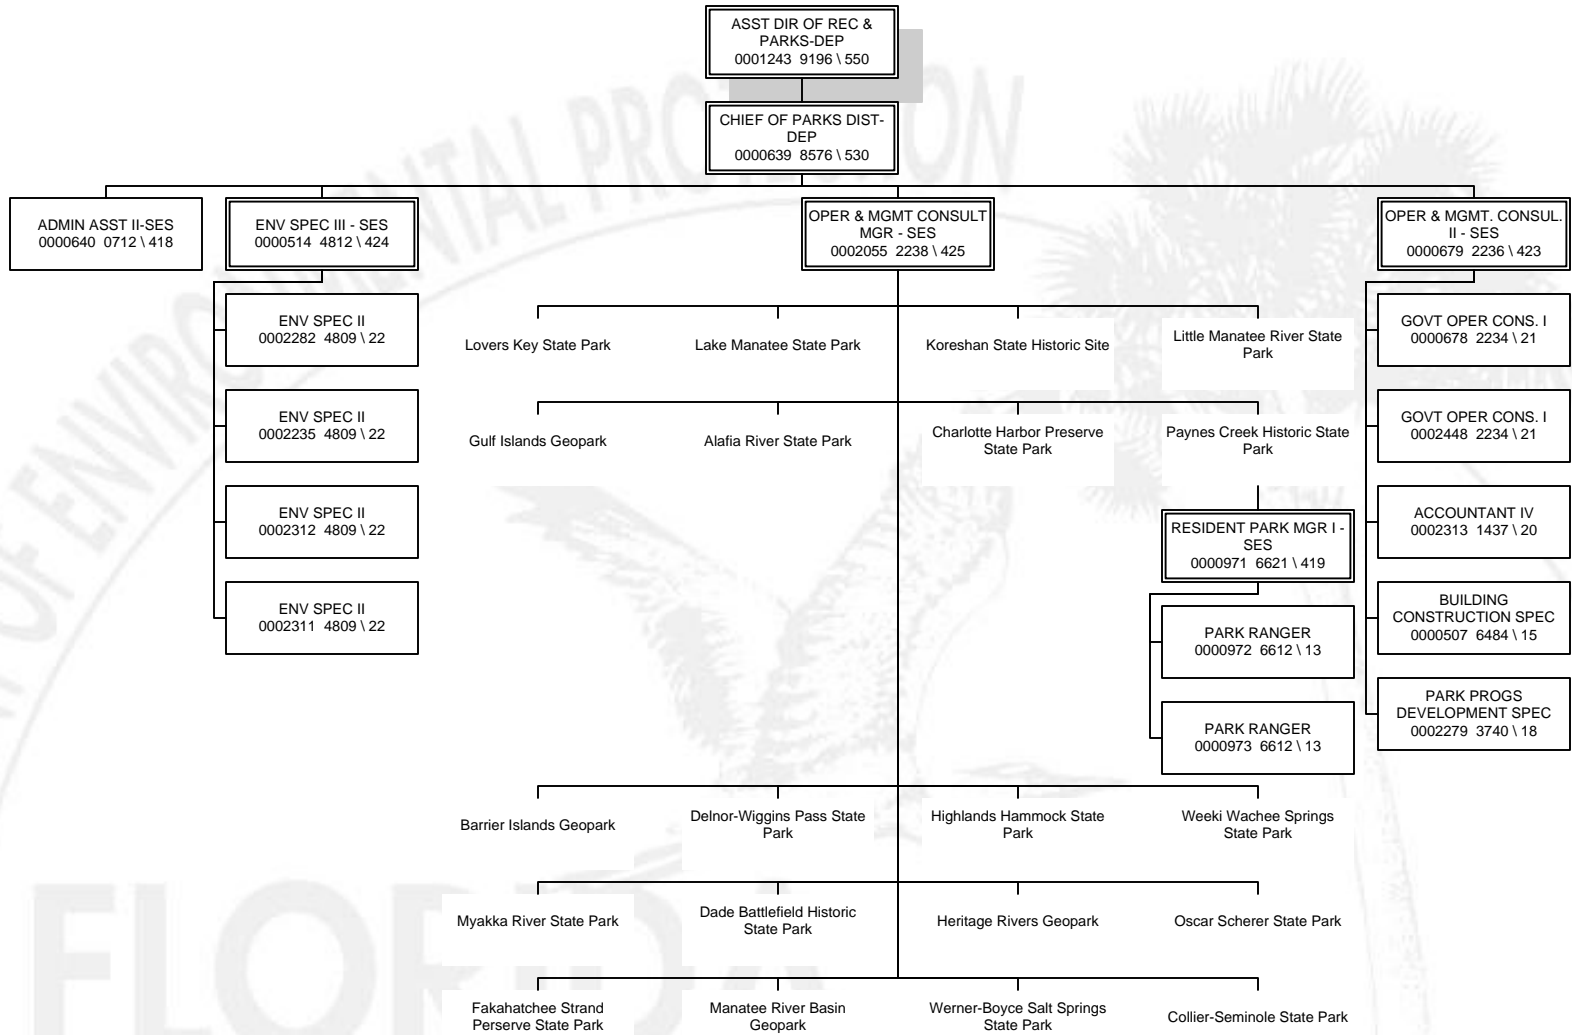 ASST DIR OF REC &
PARKS-DEP
0001243 9196 \ 550
CHIEF OF PARKS DIST-
DEP
0000639 8576 \ 530
ADMIN ASST II-SES
0000640 0712 \ 418
ENV SPEC III - SES
0000514 4812 \ 424
OPER & MGMT CONSULT
MGR - SES
0002055 2238 \ 425
OPER & MGMT. CONSUL.
II - SES
0000679 2236 \ 423
ENV SPEC II
0002282 4809 \ 22
ENV SPEC II
0002235 4809 \ 22
ENV SPEC II
0002312 4809 \ 22
ENV SPEC II
0002311 4809 \ 22
Lovers Key State Park
Lake Manatee State Park
Koreshan State Historic Site
Little Manatee River State
Park
Gulf Islands Geopark
Alafia River State Park
Charlotte Harbor Preserve
State Park
Paynes Creek Historic State
Park
RESIDENT PARK MGR I -
SES
0000971 6621 \ 419
PARK RANGER
0000972 6612 \ 13
PARK RANGER
0000973 6612 \ 13
GOVT OPER CONS. I
0000678 2234 \ 21
GOVT OPER CONS. I
0002448 2234 \ 21
ACCOUNTANT IV
0002313 1437 \ 20
BUILDING
CONSTRUCTION SPEC
0000507 6484 \ 15
PARK PROGS
DEVELOPMENT SPEC
0002279 3740 \ 18
Barrier Islands Geopark
Delnor-Wiggins Pass State
Park
Highlands Hammock State
Park
Weeki Wachee Springs
State Park
Myakka River State Park
Dade Battlefield Historic
State Park
Heritage Rivers Geopark
Oscar Scherer State Park
Fakahatchee Strand
Perserve State Park
Manatee River Basin
Geopark
Werner-Boyce Salt Springs
State Park
Collier-Seminole State Park
OF ENVIRONMENTAL PROTECTION
FLORIDA